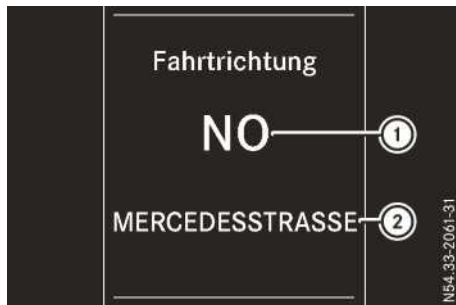 Fahrtrichtung
NO
1
MERCEDESSTRASSE
2
N54.33-2061-31